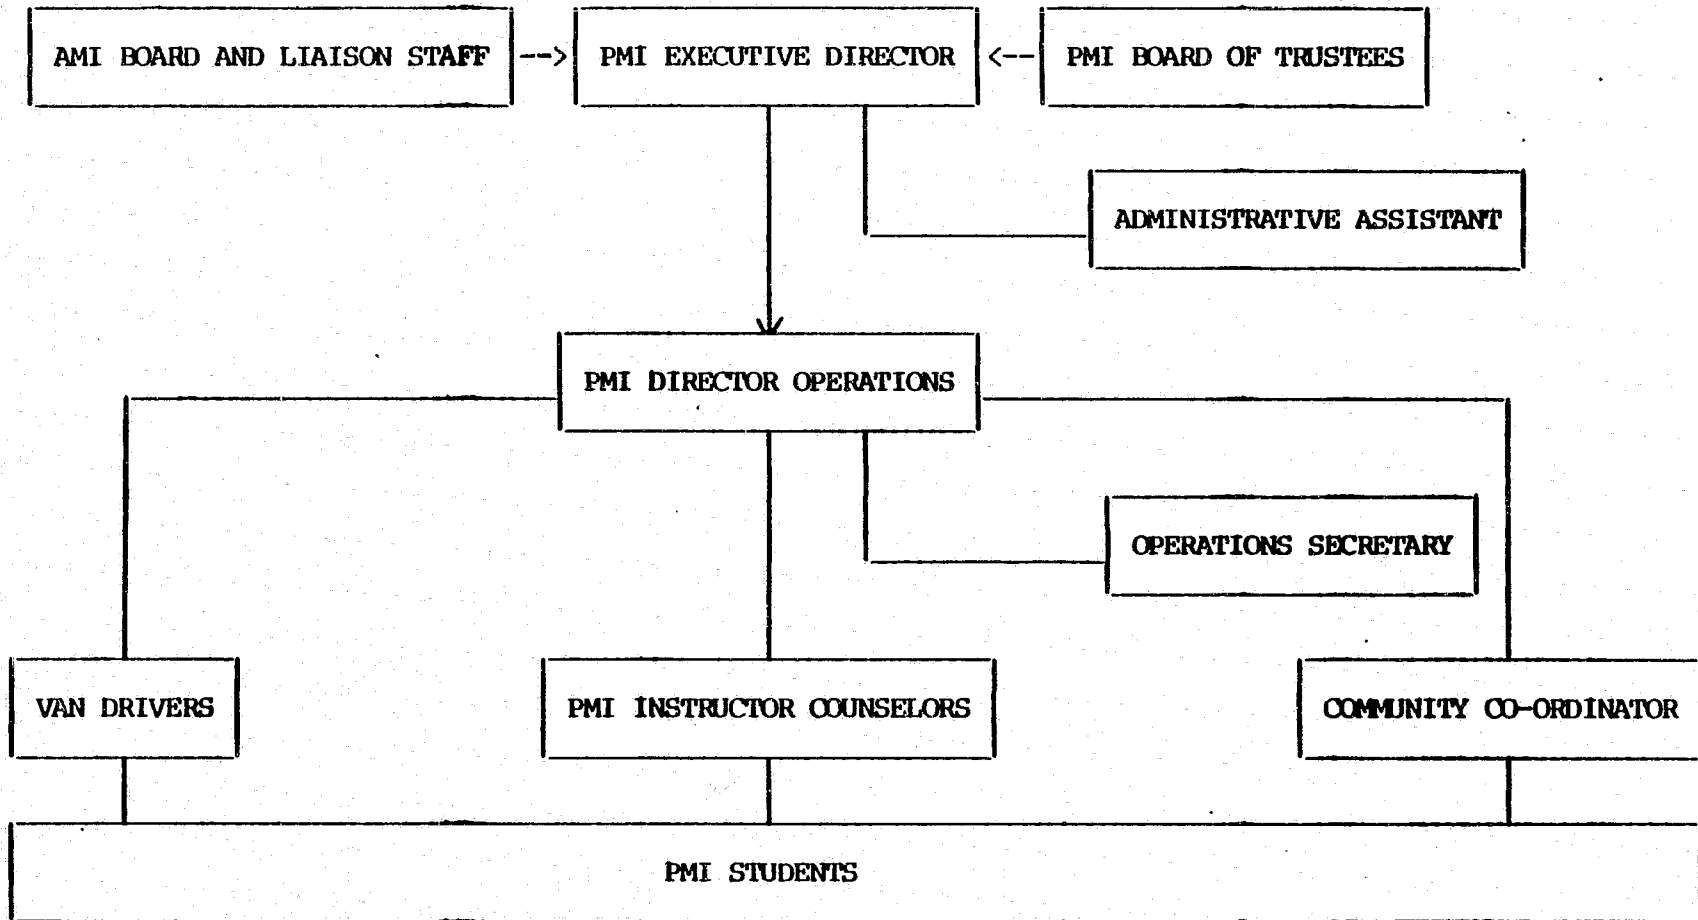 AMI BOARD AND LIAISON STAFF --> PMI EXECUTIVE DIRECTOR <-- PMI BOARD OF TRUSTEES
ADMINISTRATIVE ASSISTANT
PMI DIRECTOR OPERATIONS
OPERATIONS SECRETARY
VAN DRIVERS PMI INSTRUCTOR COUNSELORS COMMUNITY CO-ORDINATOR
PMI STUDENTS